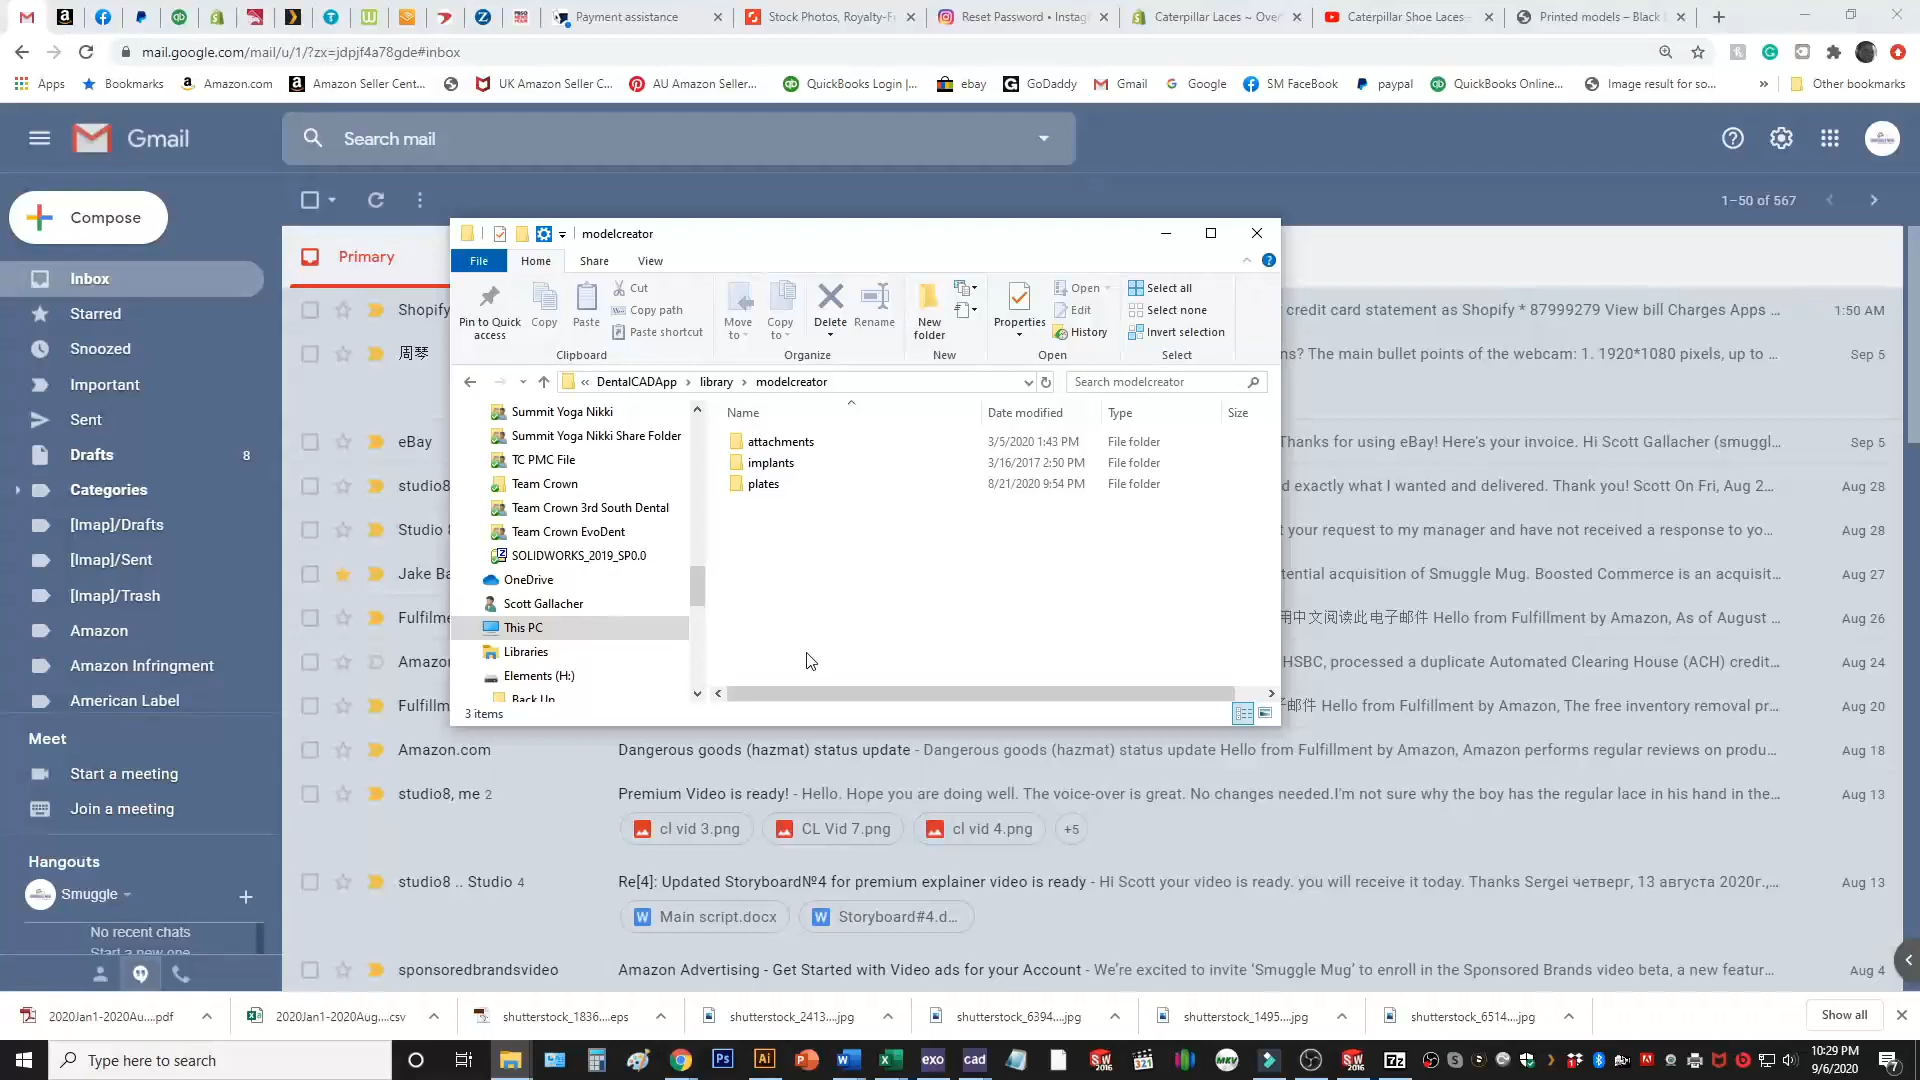 Payment assistance
Stock Photos, Royalty-F
Reset Password • Instag
Caterpillar Laces ~ Over
Caterpillar Shoe Laces
Printed models – Black
mail.google.com/mail/u/1/?zx=jdpjf4a78gde#inbox
Apps
Bookmarks
Amazon.com
Amazon Seller Cent...
UK Amazon Seller C...
AU Amazon Seller...
QuickBooks Login |...
ebay
GoDaddy
Gmail
Google
SM FaceBook
paypal
QuickBooks Online...
Image result for so...
»
Other bookmarks
Gmail
Search mail
Compose
1–50 of 567
Inbox
Starred
Snoozed
Important
Sent
Drafts 8
Categories
[Imap]/Drafts
[Imap]/Sent
[Imap]/Trash
Amazon
Amazon Infringment
American Label
Meet
Start a meeting
Join a meeting
Hangouts
Smuggle
No recent chats
Start a new one
Primary
modelcreator
File
Home
Share
View
Pin to Quick access
Copy
Paste
Cut
Copy path
Paste shortcut
Clipboard
Move to
Copy to
Delete
Rename
Organize
New folder
New
Properties
Open
Edit
History
Open
Select all
Select none
Invert selection
Select
« DentalCADApp › library › modelcreator
Search modelcreator
Summit Yoga Nikki
Summit Yoga Nikki Share Folder
TC PMC File
Team Crown
Team Crown 3rd South Dental
Team Crown EvoDent
SOLIDWORKS_2019_SP0.0
OneDrive
Scott Gallacher
This PC
Libraries
Elements (H:)
Back Up
Name Date modified Type Size
attachments 3/5/2020 1:43 PM File folder
implants 3/16/2017 2:50 PM File folder
plates 8/21/2020 9:54 PM File folder
3 items
Shopify credit card statement as Shopify * 87999279 View bill Charges Apps ... 1:50 AM
周琴 ns? The main bullet points of the webcam: 1. 1920*1080 pixels, up to ... Sep 5
eBay Thanks for using eBay! Here's your invoice. Hi Scott Gallacher (smuggl... Sep 5
studio8 d exactly what I wanted and delivered. Thank you! Scott On Fri, Aug 2... Aug 28
Studio t your request to my manager and have not received a response to yo... Aug 28
Jake Ba tential acquisition of Smuggle Mug. Boosted Commerce is an acquisit... Aug 27
Fulfilme 用中文阅读此电子邮件 Hello from Fulfillment by Amazon, As of August ... Aug 26
Amazon HSBC, processed a duplicate Automated Clearing House (ACH) credit... Aug 24
Fulfillm 子邮件 Hello from Fulfillment by Amazon, The free inventory removal pr... Aug 20
Amazon.com Dangerous goods (hazmat) status update - Dangerous goods (hazmat) status update Hello from Fulfillment by Amazon, Amazon performs regular reviews on produ... Aug 18
studio8, me 2 Premium Video is ready! - Hello. Hope you are doing well. The voice-over is great. No changes needed.I'm not sure why the boy has the regular lace in his hand in the... Aug 13
cl vid 3.png
CL Vid 7.png
cl vid 4.png
+5
studio8 .. Studio 4 Re[4]: Updated Storyboard№4 for premium explainer video is ready - Hi Scott your video is ready. you will receive it today. Thanks Sergei четверг, 13 августа 2020г.,... Aug 13
Main script.docx
Storyboard#4.d...
sponsoredbrandsvideo Amazon Advertising - Get Started with Video ads for your Account - We're excited to invite 'Smuggle Mug' to enroll in the Sponsored Brands video beta, a new featur... Aug 4
2020Jan1-2020Au....pdf
2020Jan1-2020Aug....csv
shutterstock_1836....eps
shutterstock_2413....jpg
shutterstock_6394....jpg
shutterstock_1495....jpg
shutterstock_6514....jpg
Show all
Type here to search
10:29 PM
9/6/2020